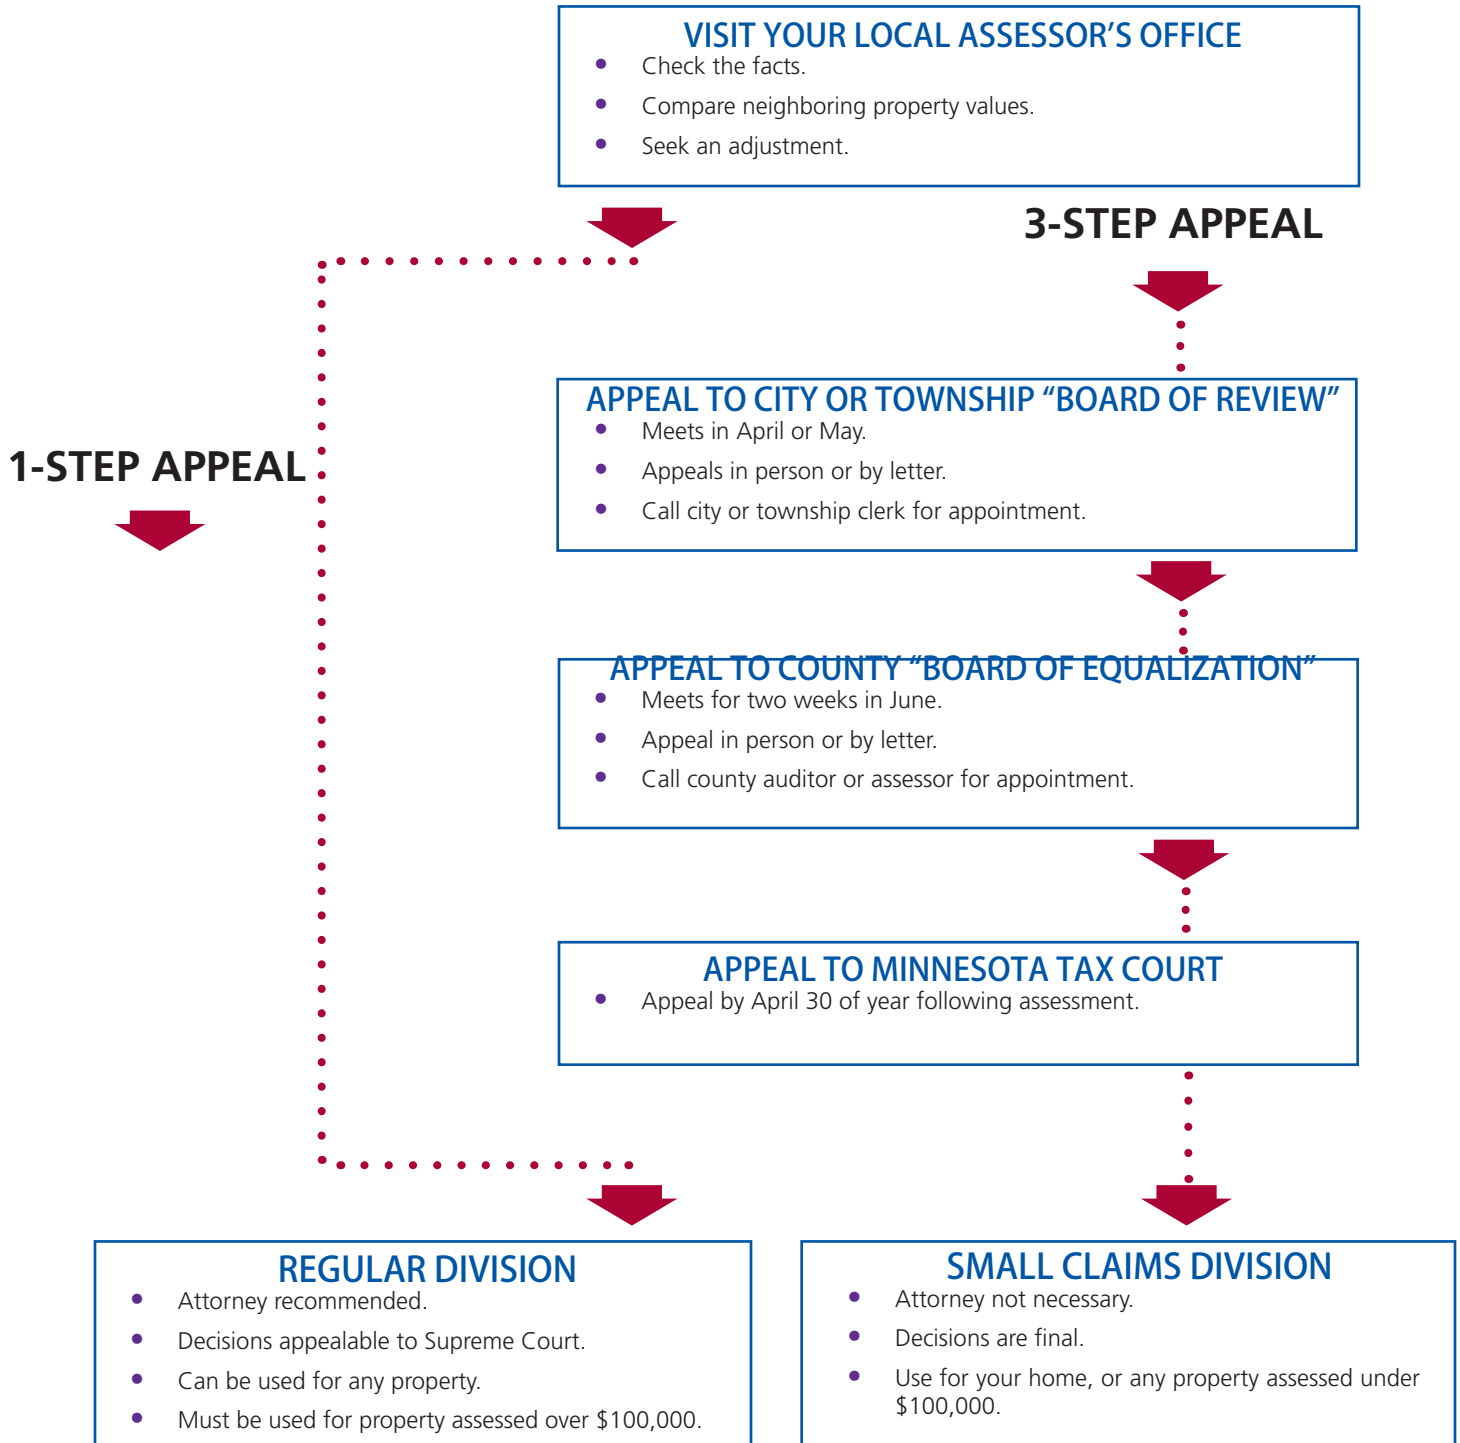 VISIT YOUR LOCAL ASSESSOR’S OFFICE
• Check the facts.
• Compare neighboring property values.
• Seek an adjustment.
3-STEP APPEAL
APPEAL TO CITY OR TOWNSHIP “BOARD OF REVIEW”
• Meets in April or May.
• Appeals in person or by letter.
• Call city or township clerk for appointment.
1-STEP APPEAL
APPEAL TO COUNTY “BOARD OF EQUALIZATION”
• Meets for two weeks in June.
• Appeal in person or by letter.
• Call county auditor or assessor for appointment.
APPEAL TO MINNESOTA TAX COURT
• Appeal by April 30 of year following assessment.
REGULAR DIVISION
• Attorney recommended.
• Decisions appealable to Supreme Court.
• Can be used for any property.
• Must be used for property assessed over $100,000.
SMALL CLAIMS DIVISION
• Attorney not necessary.
• Decisions are final.
• Use for your home, or any property assessed under
$100,000.